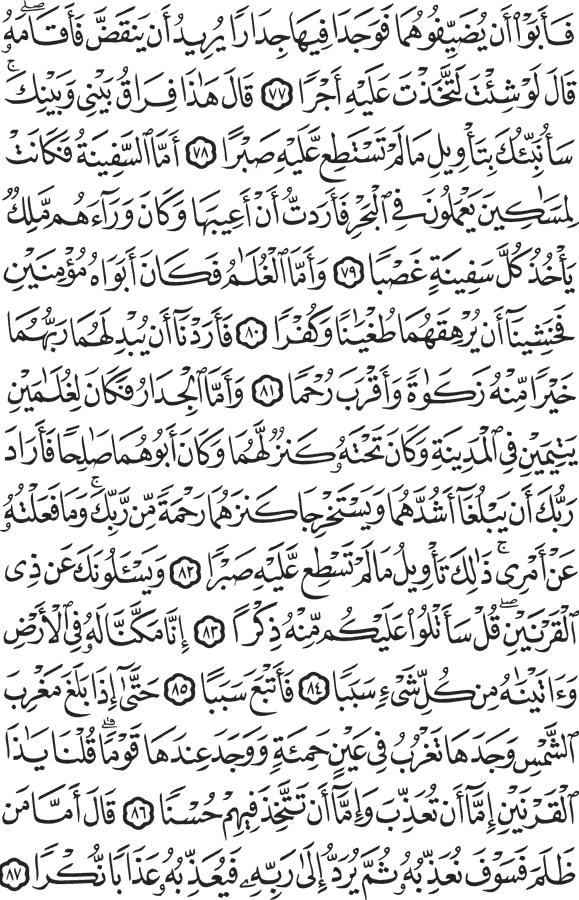 فَأَبَوْا۟ أَن يُضَيِّفُوهُمَا فَوَجَدَا فِيهَا جِدَارًا يُرِيدُ أَن يَنقَضَّ فَأَقَامَهُۥ ۖ
قَالَ لَوْ شِئْتَ لَتَّخَذْتَ عَلَيْهِ أَجْرًا ٧٧ قَالَ هَٰذَا فِرَاقُ بَيْنِى وَبَيْنِكَ ۚ
سَأُنَبِّئُكَ بِتَأْوِيلِ مَا لَمْ تَسْتَطِع عَّلَيْهِ صَبْرًا ٧٨ أَمَّا ٱلسَّفِينَةُ فَكَانَتْ
لِمَسَٰكِينَ يَعْمَلُونَ فِى ٱلْبَحْرِ فَأَرَدتُّ أَنْ أَعِيبَهَا وَكَانَ وَرَآءَهُم مَّلِكٌ
يَأْخُذُ كُلَّ سَفِينَةٍ غَصْبًا ٧٩ وَأَمَّا ٱلْغُلَٰمُ فَكَانَ أَبَوَاهُ مُؤْمِنَيْنِ
فَخَشِينَآ أَن يُرْهِقَهُمَا طُغْيَٰنًا وَكُفْرًا ٨٠ فَأَرَدْنَآ أَن يُبْدِلَهُمَا رَبُّهُمَا
خَيْرًا مِّنْهُ زَكَوٰةً وَأَقْرَبَ رُحْمًا ٨١ وَأَمَّا ٱلْجِدَارُ فَكَانَ لِغُلَٰمَيْنِ
يَتِيمَيْنِ فِى ٱلْمَدِينَةِ وَكَانَ تَحْتَهُۥ كَنزٌ لَّهُمَا وَكَانَ أَبُوهُمَا صَٰلِحًا فَأَرَادَ
رَبُّكَ أَن يَبْلُغَآ أَشُدَّهُمَا وَيَسْتَخْرِجَا كَنزَهُمَا رَحْمَةً مِّن رَّبِّكَ ۚ وَمَا فَعَلْتُهُۥ
عَنْ أَمْرِى ۚ ذَٰلِكَ تَأْوِيلُ مَا لَمْ تَسْطِع عَّلَيْهِ صَبْرًا ٨٢ وَيَسْـَٔلُونَكَ عَن ذِى
ٱلْقَرْنَيْنِ ۖ قُلْ سَأَتْلُوا۟ عَلَيْكُم مِّنْهُ ذِكْرًا ٨٣ إِنَّا مَكَّنَّا لَهُۥ فِى ٱلْأَرْضِ
وَءَاتَيْنَٰهُ مِن كُلِّ شَىْءٍ سَبَبًا ٨٤ فَأَتْبَعَ سَبَبًا ٨٥ حَتَّىٰٓ إِذَا بَلَغَ مَغْرِبَ
ٱلشَّمْسِ وَجَدَهَا تَغْرُبُ فِى عَيْنٍ حَمِئَةٍ وَوَجَدَ عِندَهَا قَوْمًا ۗ قُلْنَا يَٰذَا
ٱلْقَرْنَيْنِ إِمَّآ أَن تُعَذِّبَ وَإِمَّآ أَن تَتَّخِذَ فِيهِمْ حُسْنًا ٨٦ قَالَ أَمَّا مَن
ظَلَمَ فَسَوْفَ نُعَذِّبُهُۥ ثُمَّ يُرَدُّ إِلَىٰ رَبِّهِۦ فَيُعَذِّبُهُۥ عَذَابًا نُّكْرًا ٨٧